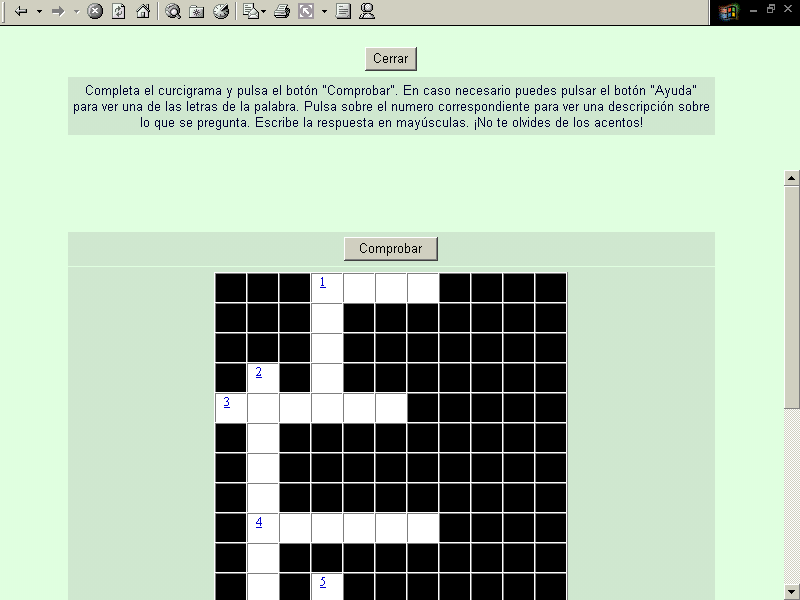 Cerrar
Completa el curcigrama y pulsa el botón "Comprobar". En caso necesario puedes pulsar el botón "Ayuda"
para ver una de las letras de la palabra. Pulsa sobre el numero correspondiente para ver una descripción sobre
lo que se pregunta. Escribe la respuesta en mayúsculas. ¡No te olvides de los acentos!
Comprobar
1
2
3
4
5